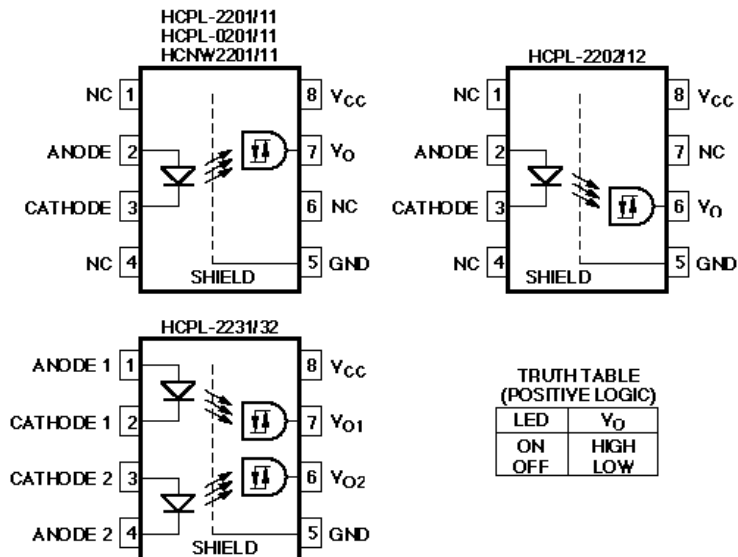 HCPL-2201/11
HCPL-0201/11
HCNW2201/11
NC 1
ANODE 2
CATHODE 3
NC 4
8 VCC
7 VO
6 NC
5 GND
SHIELD
HCPL-2202/12
NC 1
ANODE 2
CATHODE 3
NC 4
8 VCC
7 NC
6 VO
5 GND
SHIELD
HCPL-2231/32
ANODE 1 1
CATHODE 1 2
CATHODE 2 3
ANODE 2 4
8 VCC
7 VO1
6 VO2
5 GND
SHIELD
TRUTH TABLE
(POSITIVE LOGIC)
LED VO
ON HIGH
OFF LOW